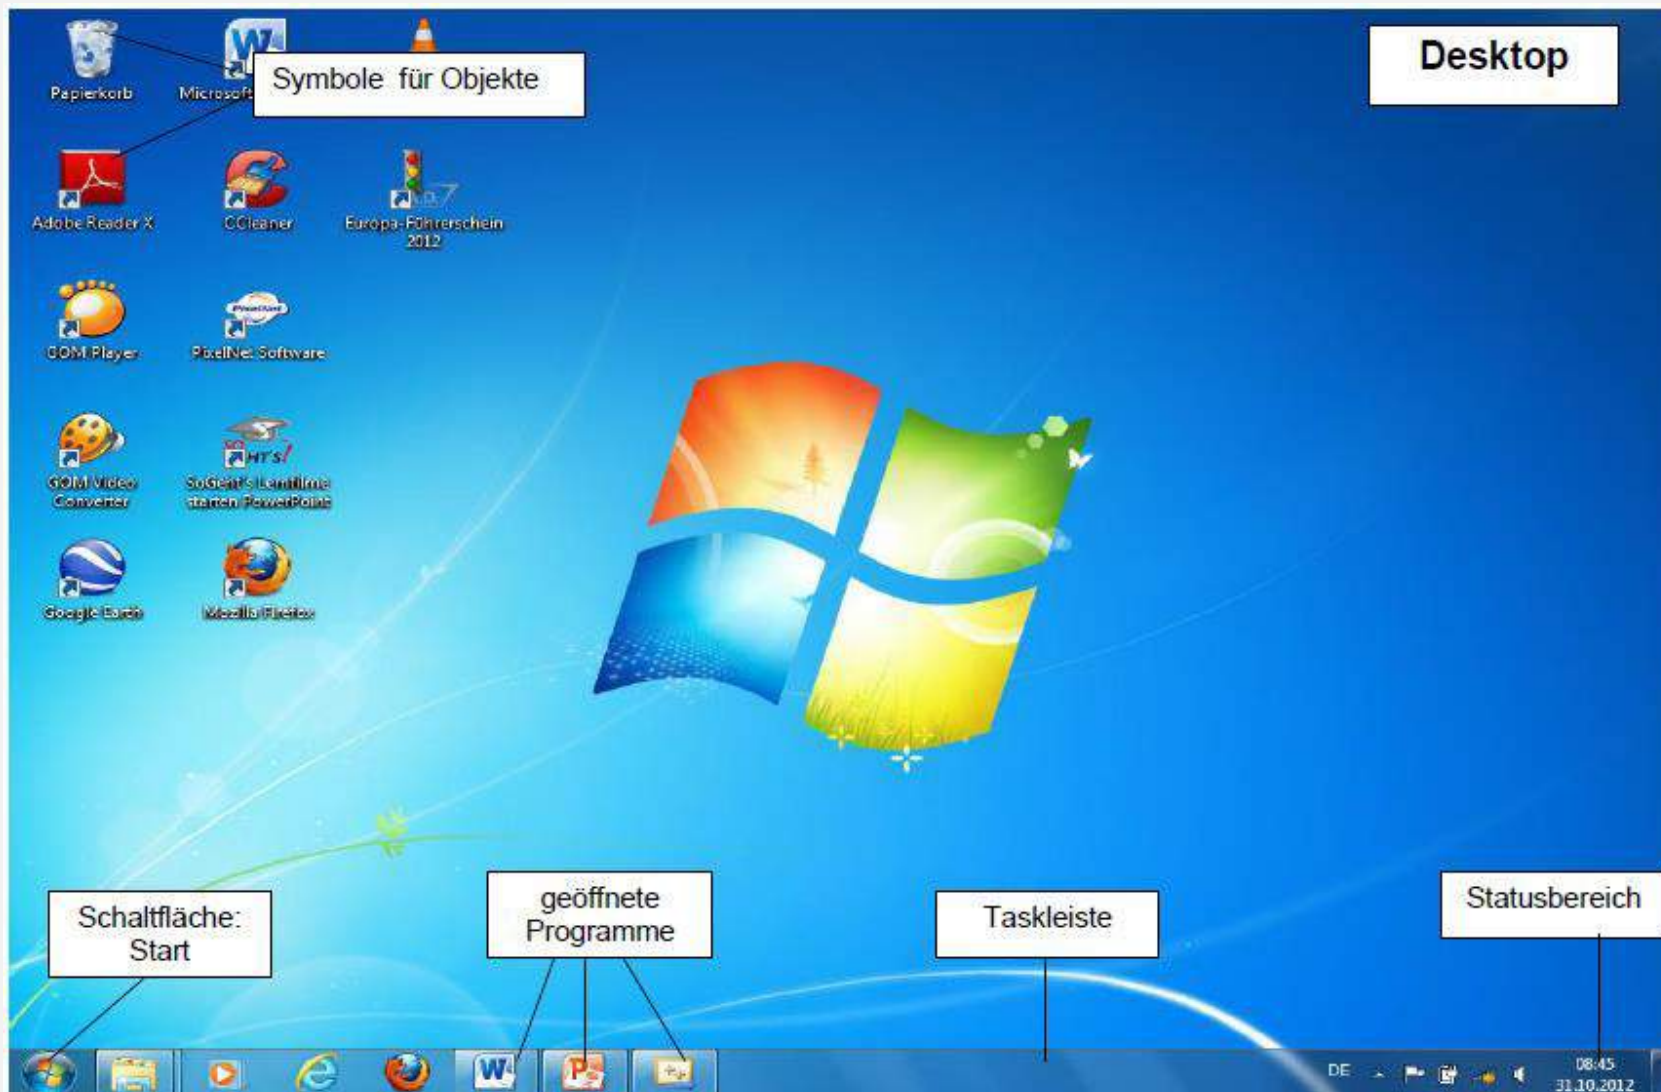 Desktop
Symbole für Objekte
Papierkorb
Microsoft
Adobe Reader X
CCleaner
Europa-Führerschein
2012
GOM Player
PixelNet
PixelNet Software
GOM Video
Converter
SoGeht's Lernfilme
starten PowerPoint
Google Earth
Mozilla Firefox
Schaltfläche:
Start
geöffnete
Programme
Taskleiste
Statusbereich
DE
08:45
31.10.2012